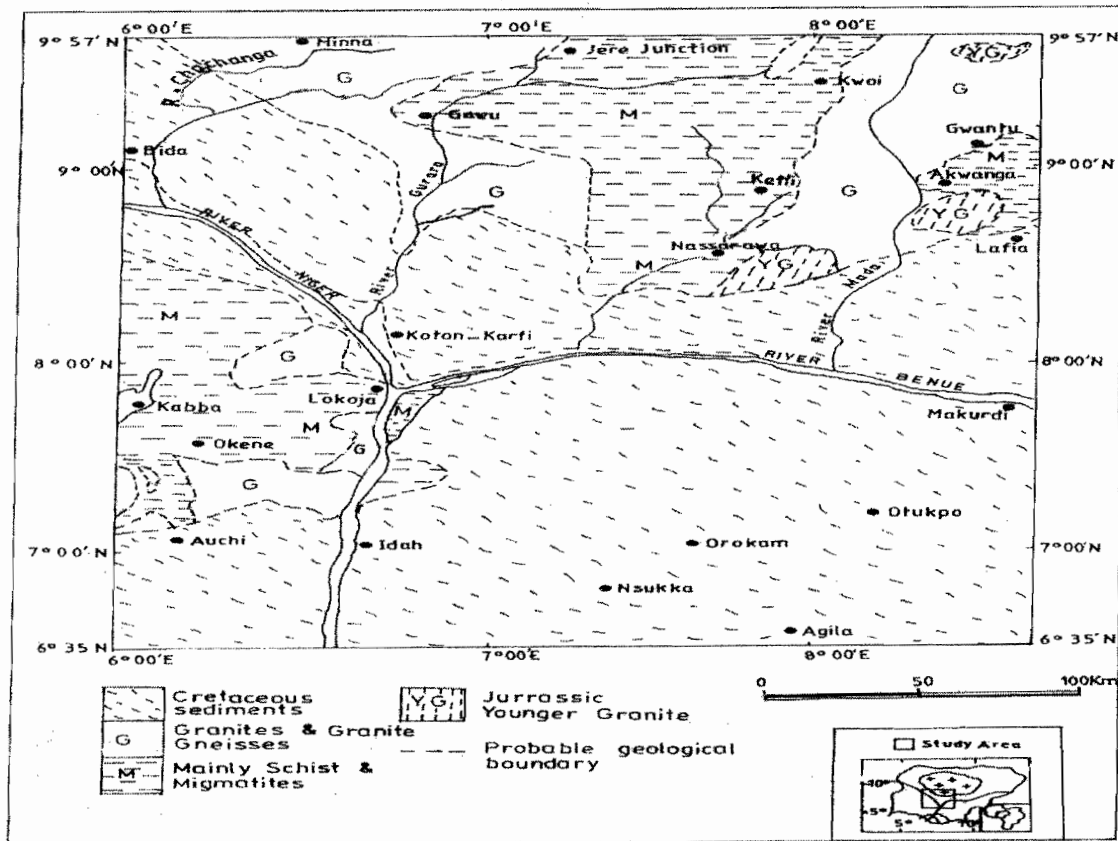 6°00'E 7°00'E 8°00'E
9°57'N 9°57'N
Minna
Jere Junction
YG
R. Chachanga
G
Kwoi
G
Gawu
M
Gwantu
M
Bida
9°00'N 9°00'N
Akwanga
River Gurara
G
Keffi
G
YG
RIVER NIGER
Nassarawa
Lafia
M
YG
River Mada
M
Koton-Karfi
G
8°00'N 8°00'N
RIVER BENUE
Lokoja
Kabba
M
Makurdi
M
Okene
G
G
Otukpo
Auchi
Idah
Orokam
7°00'N 7°00'N
Nsukka
Agila
6°35'N 6°35'N
6°00'E 7°00'E 8°00'E
Cretaceous
sediments
G Granites & Granite
Gneisses
M Mainly Schist &
Migmatites
YG Jurrassic
Younger Granite
Probable geological
boundary
0 50 100Km
Study Area
10°
5°
5° 10°